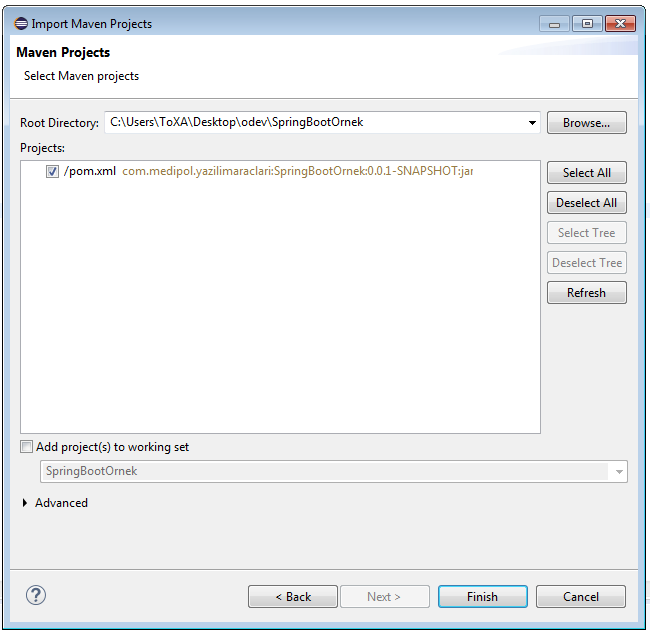 Import Maven Projects
Maven Projects
Select Maven projects
Root Directory: C:\Users\ToXA\Desktop\odev\SpringBootOrnek Browse...
Projects:
/pom.xml com.medipol.yazilimaraclari:SpringBootOrnek:0.0.1-SNAPSHOT:jar
Select All
Deselect All
Select Tree
Deselect Tree
Refresh
Add project(s) to working set
SpringBootOrnek
Advanced
? < Back Next > Finish Cancel